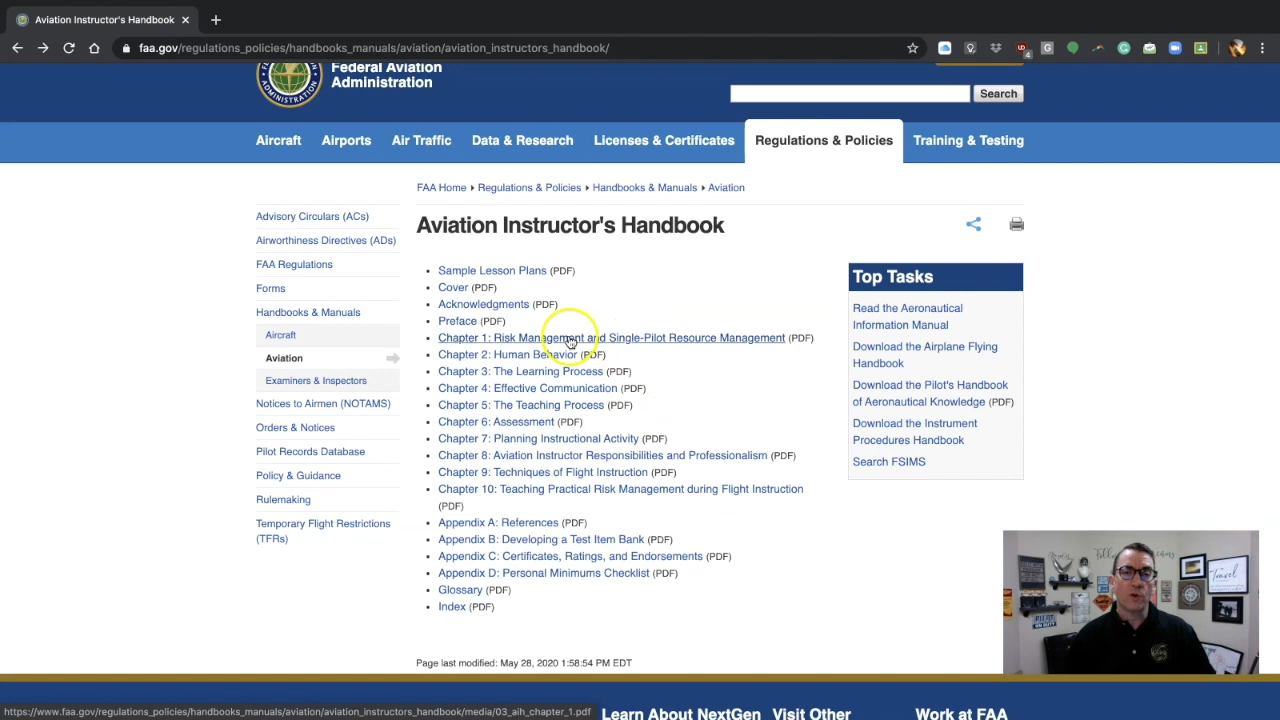 Aviation Instructor's Handbook
faa.gov/regulations_policies/handbooks_manuals/aviation/aviation_instructors_handbook/
4
Federal Aviation
Administration
Search
Aircraft Airports Air Traffic Data & Research Licenses & Certificates Regulations & Policies Training & Testing
FAA Home Regulations & Policies Handbooks & Manuals Aviation
Advisory Circulars (ACs)
Airworthiness Directives (ADs)
FAA Regulations
Forms
Handbooks & Manuals
Aircraft
Aviation
Examiners & Inspectors
Notices to Airmen (NOTAMS)
Orders & Notices
Pilot Records Database
Policy & Guidance
Rulemaking
Temporary Flight Restrictions
(TFRs)
Aviation Instructor's Handbook
• Sample Lesson Plans (PDF)
• Cover (PDF)
• Acknowledgments (PDF)
• Preface (PDF)
• Chapter 1: Risk Management and Single-Pilot Resource Management (PDF)
• Chapter 2: Human Behavior (PDF)
• Chapter 3: The Learning Process (PDF)
• Chapter 4: Effective Communication (PDF)
• Chapter 5: The Teaching Process (PDF)
• Chapter 6: Assessment (PDF)
• Chapter 7: Planning Instructional Activity (PDF)
• Chapter 8: Aviation Instructor Responsibilities and Professionalism (PDF)
• Chapter 9: Techniques of Flight Instruction (PDF)
• Chapter 10: Teaching Practical Risk Management during Flight Instruction
(PDF)
• Appendix A: References (PDF)
• Appendix B: Developing a Test Item Bank (PDF)
• Appendix C: Certificates, Ratings, and Endorsements (PDF)
• Appendix D: Personal Minimums Checklist (PDF)
• Glossary (PDF)
• Index (PDF)
Page last modified: May 28, 2020 1:58:54 PM EDT
Top Tasks
Read the Aeronautical
Information Manual
Download the Airplane Flying
Handbook
Download the Pilot's Handbook
of Aeronautical Knowledge (PDF)
Download the Instrument
Procedures Handbook
Search FSIMS
Travel
https://www.faa.gov/regulations_policies/handbooks_manuals/aviation/aviation_instructors_handbook/media/03_aih_chapter_1.pdf
Learn About NextGen Visit Other Work at FAA